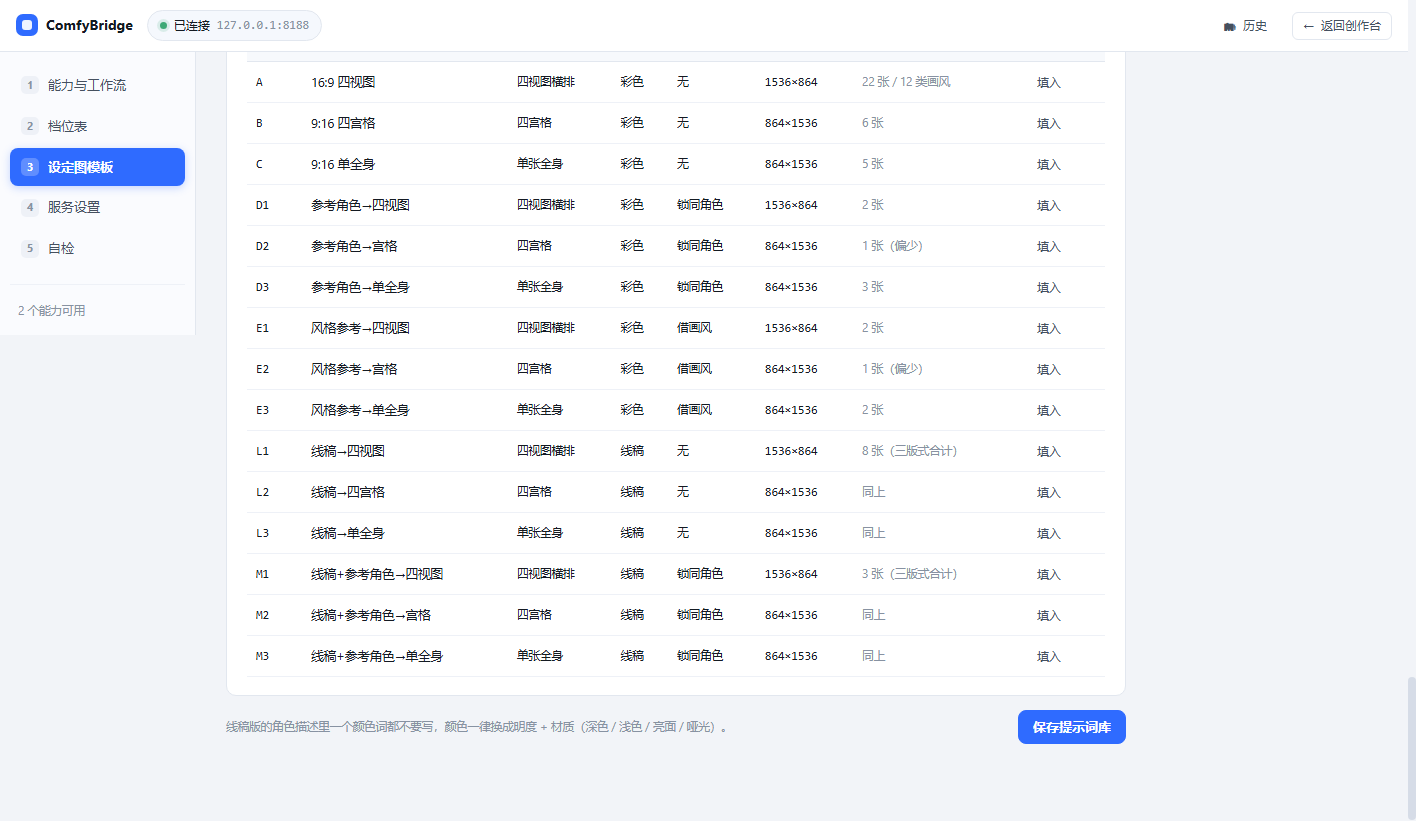 ComfyBridge 已连接 127.0.0.1:8188 历史 ← 返回创作台
1 能力与工作流
2 档位表
3 设定图模板
4 服务设置
5 自检
2 个能力可用
A 16:9 四视图 四视图横排 彩色 无 1536×864 22 张 / 12 类画风 填入
B 9:16 四宫格 四宫格 彩色 无 864×1536 6 张 填入
C 9:16 单全身 单张全身 彩色 无 864×1536 5 张 填入
D1 参考角色→四视图 四视图横排 彩色 锁同角色 1536×864 2 张 填入
D2 参考角色→宫格 四宫格 彩色 锁同角色 864×1536 1 张（偏少） 填入
D3 参考角色→单全身 单张全身 彩色 锁同角色 864×1536 3 张 填入
E1 风格参考→四视图 四视图横排 彩色 借画风 1536×864 2 张 填入
E2 风格参考→宫格 四宫格 彩色 借画风 864×1536 1 张（偏少） 填入
E3 风格参考→单全身 单张全身 彩色 借画风 864×1536 2 张 填入
L1 线稿→四视图 四视图横排 线稿 无 1536×864 8 张（三版式合计） 填入
L2 线稿→四宫格 四宫格 线稿 无 864×1536 同上 填入
L3 线稿→单全身 单张全身 线稿 无 864×1536 同上 填入
M1 线稿+参考角色→四视图 四视图横排 线稿 锁同角色 1536×864 3 张（三版式合计） 填入
M2 线稿+参考角色→宫格 四宫格 线稿 锁同角色 864×1536 同上 填入
M3 线稿+参考角色→单全身 单张全身 线稿 锁同角色 864×1536 同上 填入
线稿版的角色描述里一个颜色词都不要写，颜色一律换成明度 + 材质（深色 / 浅色 / 亮面 / 哑光）。 保存提示词库